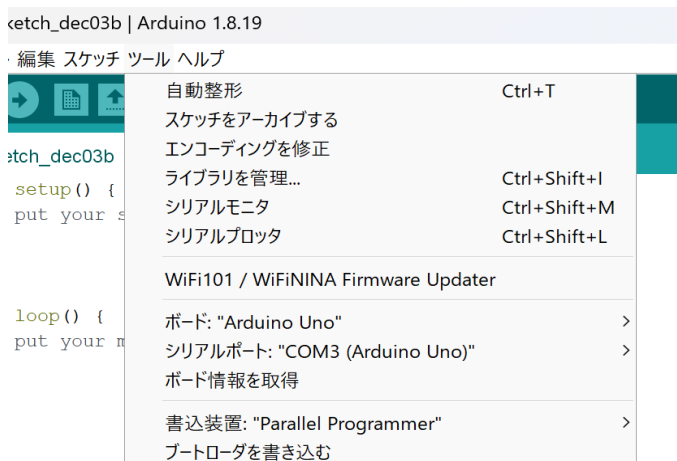 ketch_dec03b | Arduino 1.8.19
編集 スケッチ ツール ヘルプ
自動整形 Ctrl+T
スケッチをアーカイブする
エンコーディングを修正
ライブラリを管理... Ctrl+Shift+I
シリアルモニタ Ctrl+Shift+M
シリアルプロッタ Ctrl+Shift+L
WiFi101 / WiFiNINA Firmware Updater
ボード: "Arduino Uno"
シリアルポート: "COM3 (Arduino Uno)"
ボード情報を取得
書込装置: "Parallel Programmer"
ブートローダを書き込む
etch_dec03b
setup() {
put your s
loop() {
put your m